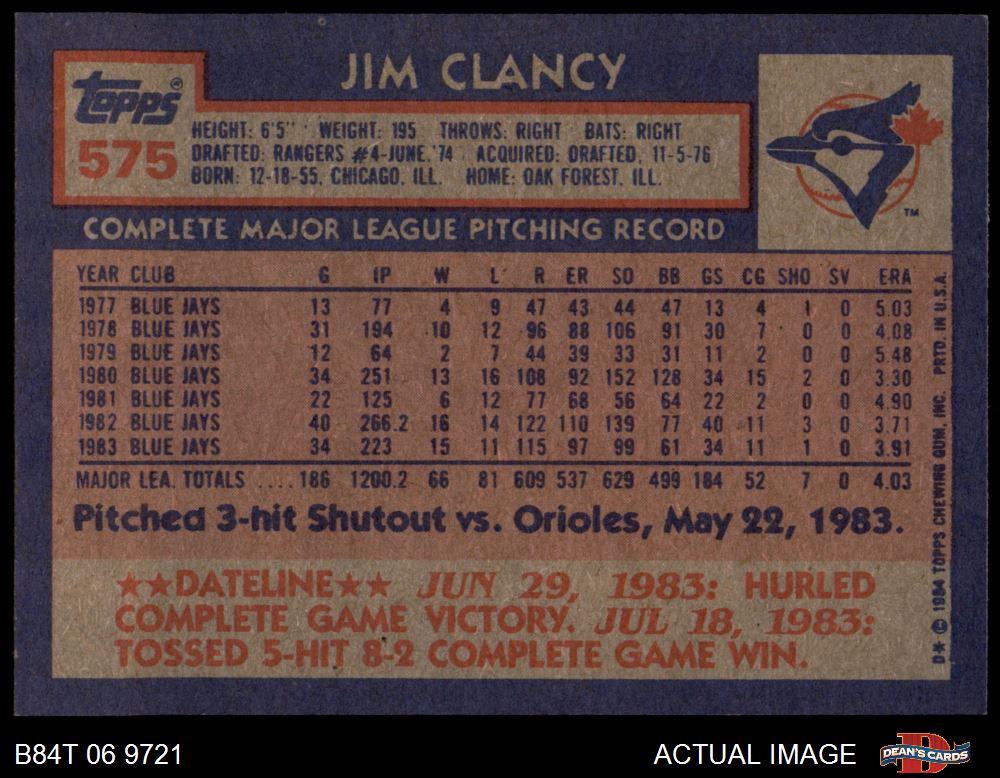 JIM CLANCY
Topps
575
HEIGHT: 6'5" WEIGHT: 195 THROWS: RIGHT BATS: RIGHT
DRAFTED: RANGERS #4-JUNE,'74 ACQUIRED: DRAFTED, 11-5-76
BORN: 12-18-55, CHICAGO, ILL. HOME: OAK FOREST, ILL.
TM
COMPLETE MAJOR LEAGUE PITCHING RECORD
YEAR CLUB G IP W L R ER SO BB GS CG SHO SV ERA
1977 BLUE JAYS 13 77 4 9 47 43 44 47 13 4 1 0 5.03
1978 BLUE JAYS 31 194 10 12 96 88 106 91 30 7 0 0 4.08
1979 BLUE JAYS 12 64 2 7 44 39 33 31 11 2 0 0 5.48
1980 BLUE JAYS 34 251 13 16 108 92 152 128 34 15 2 0 3.30
1981 BLUE JAYS 22 125 6 12 77 68 56 64 22 2 0 0 4.90
1982 BLUE JAYS 40 266.2 16 14 122 110 139 77 40 11 3 0 3.71
1983 BLUE JAYS 34 223 15 11 115 97 99 61 34 11 1 0 3.91
MAJOR LEA. TOTALS .... 186 1200.2 66 81 609 537 629 499 184 52 7 0 4.03
Pitched 3-hit Shutout vs. Orioles, May 22, 1983.
★★DATELINE★★ JUN 29, 1983: HURLED
COMPLETE GAME VICTORY. JUL 18, 1983:
TOSSED 5-HIT 8-2 COMPLETE GAME WIN.
D* © 1984 TOPPS CHEWING GUM, INC. PRTD. IN U.S.A.
B84T 06 9721
ACTUAL IMAGE
DEAN'S CARDS